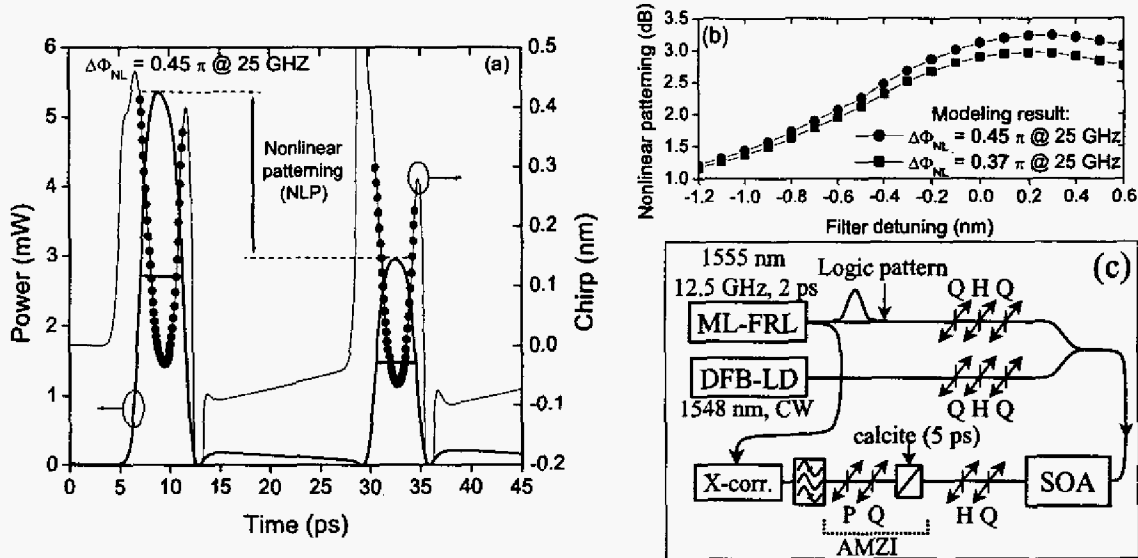 (a)
ΔΦNL = 0.45 π @ 25 GHZ
Nonlinear
patterning
(NLP)
Power (mW)
6
5
4
3
2
1
0
Chirp (nm)
0.5
0.4
0.3
0.2
0.1
0.0
-0.1
-0.2
0 5 10 15 20 25 30 35 40 45
Time (ps)
(b)
Nonlinear patterning (dB)
3.5
3.0
2.5
2.0
1.5
1.0
Modeling result:
ΔΦNL = 0.45 π @ 25 GHz
ΔΦNL = 0.37 π @ 25 GHz
-1.2 -1.0 -0.8 -0.6 -0.4 -0.2 0.0 0.2 0.4 0.6
Filter detuning (nm)
(c)
1555 nm
12.5 GHz, 2 ps
ML-FRL
Logic pattern
Q H Q
DFB-LD
1548 nm, CW
Q H Q
calcite (5 ps)
X-corr.
P Q
H Q
SOA
AMZI